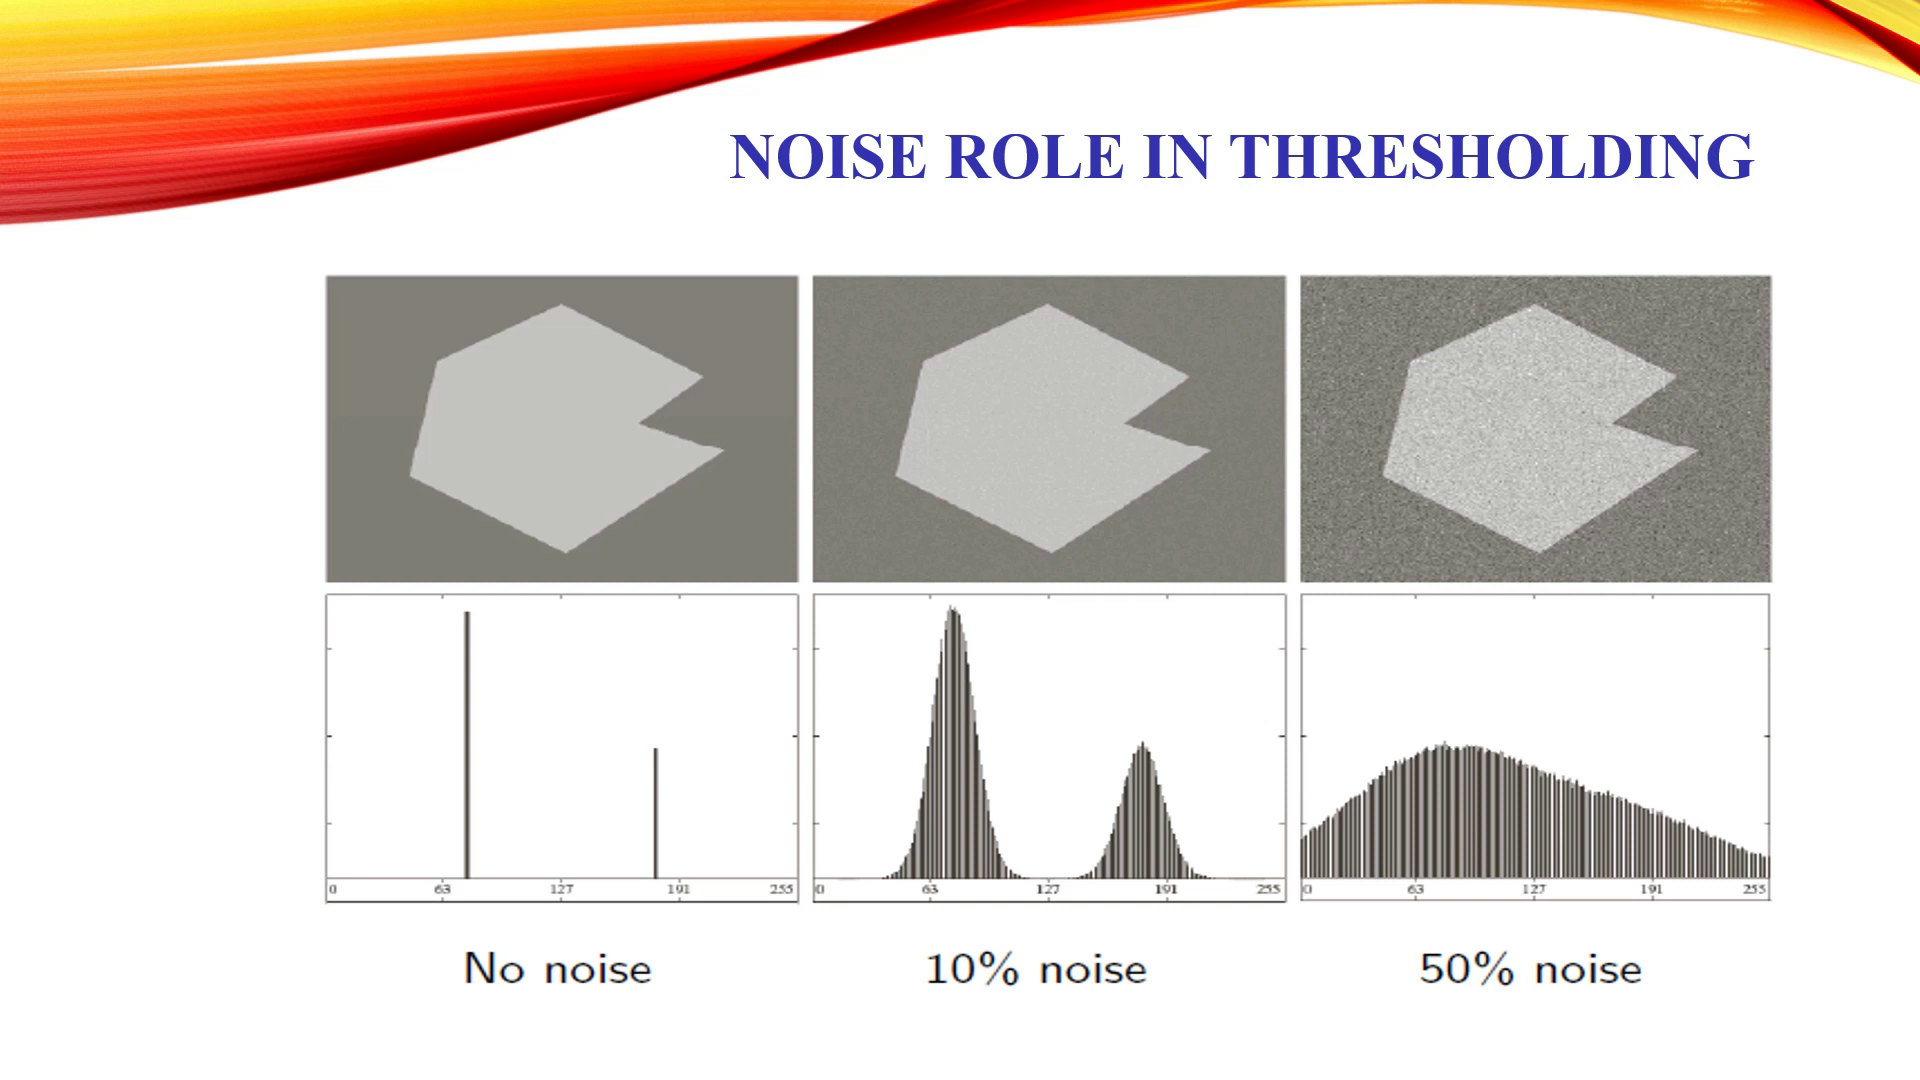 NOISE ROLE IN THRESHOLDING
0 63 127 191 255
0 63 127 191 255
0 63 127 191 255
No noise
10% noise
50% noise